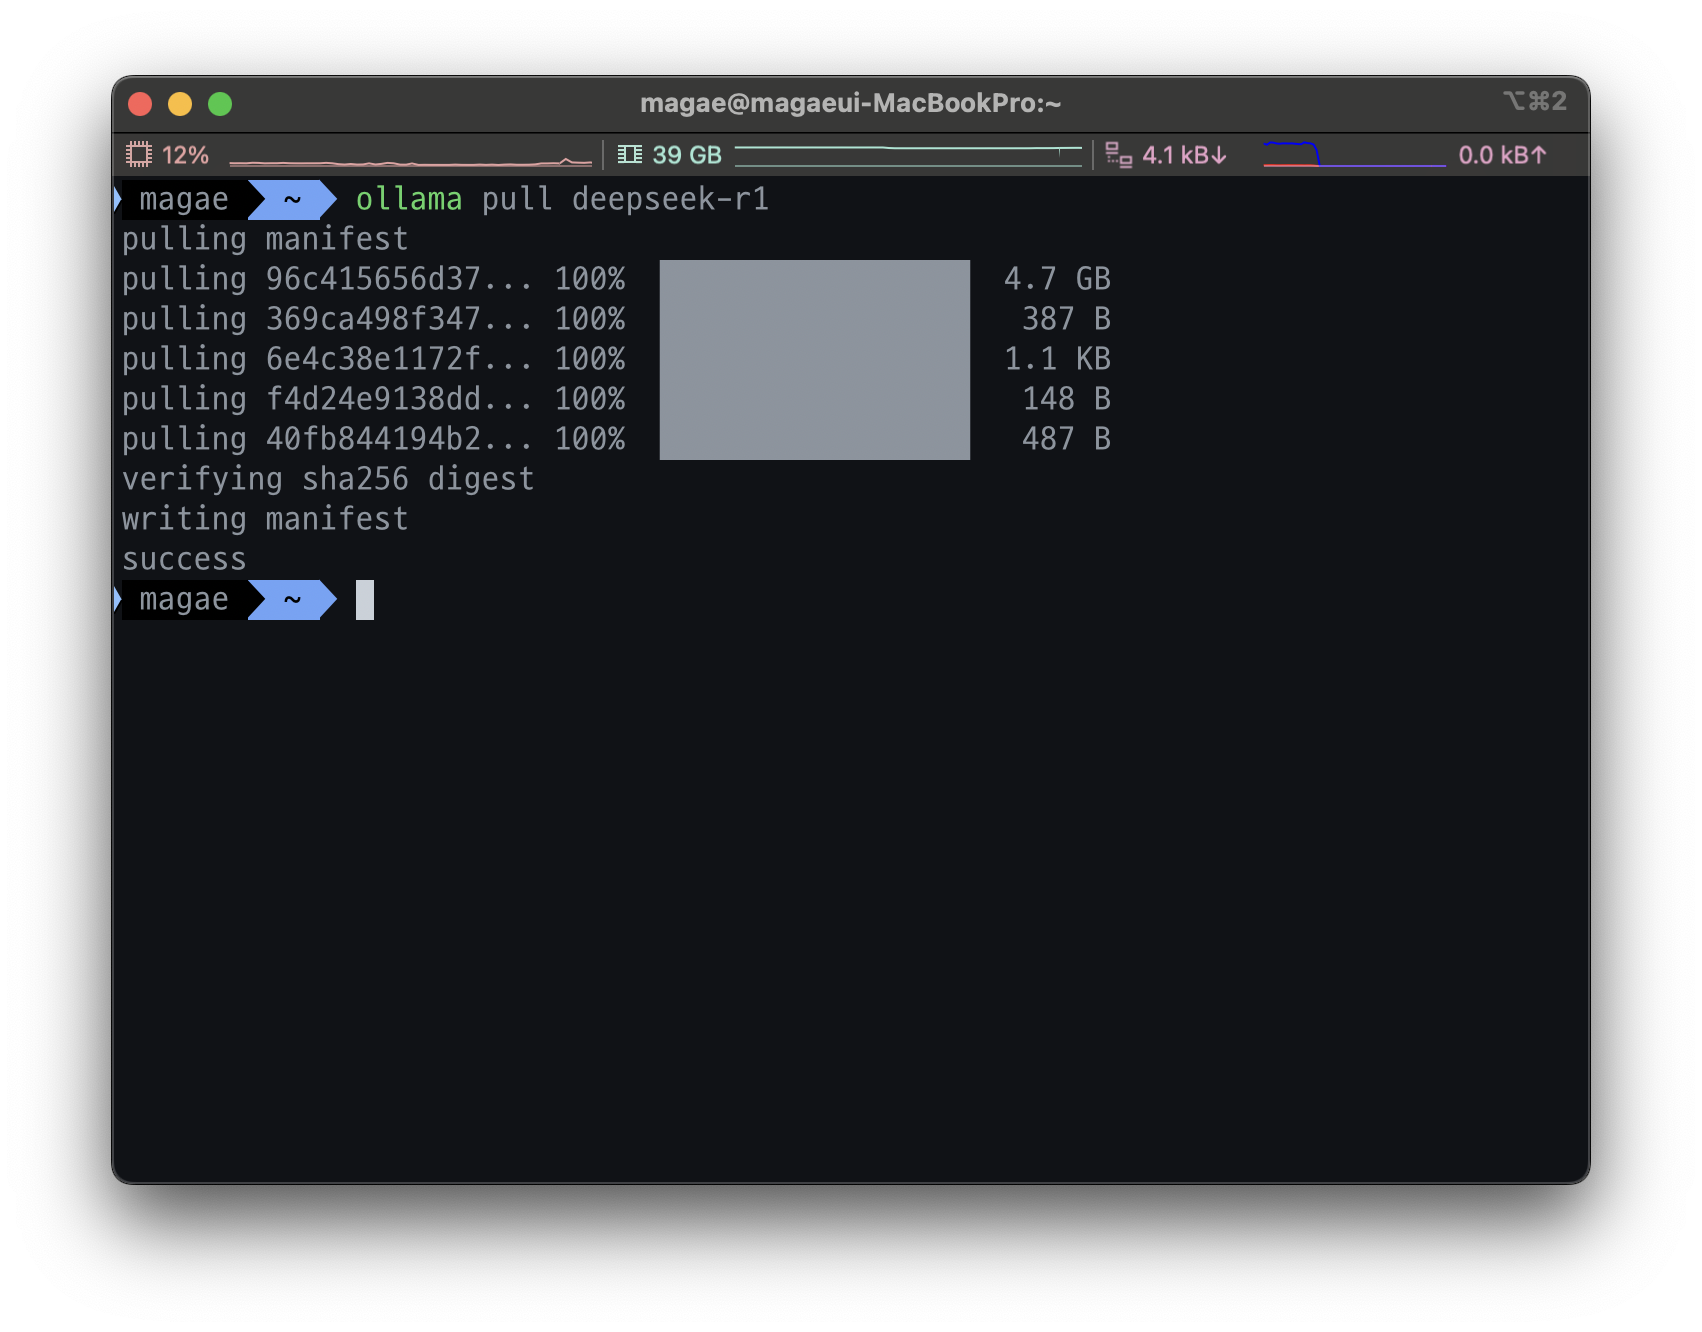 magae@magaeui-MacBookPro:~ ⌥⌘2
12% 39 GB 4.1 kB↓ 0.0 kB↑
magae ~ ollama pull deepseek-r1
pulling manifest
pulling 96c415656d37... 100% 4.7 GB
pulling 369ca498f347... 100% 387 B
pulling 6e4c38e1172f... 100% 1.1 KB
pulling f4d24e9138dd... 100% 148 B
pulling 40fb844194b2... 100% 487 B
verifying sha256 digest
writing manifest
success
magae ~